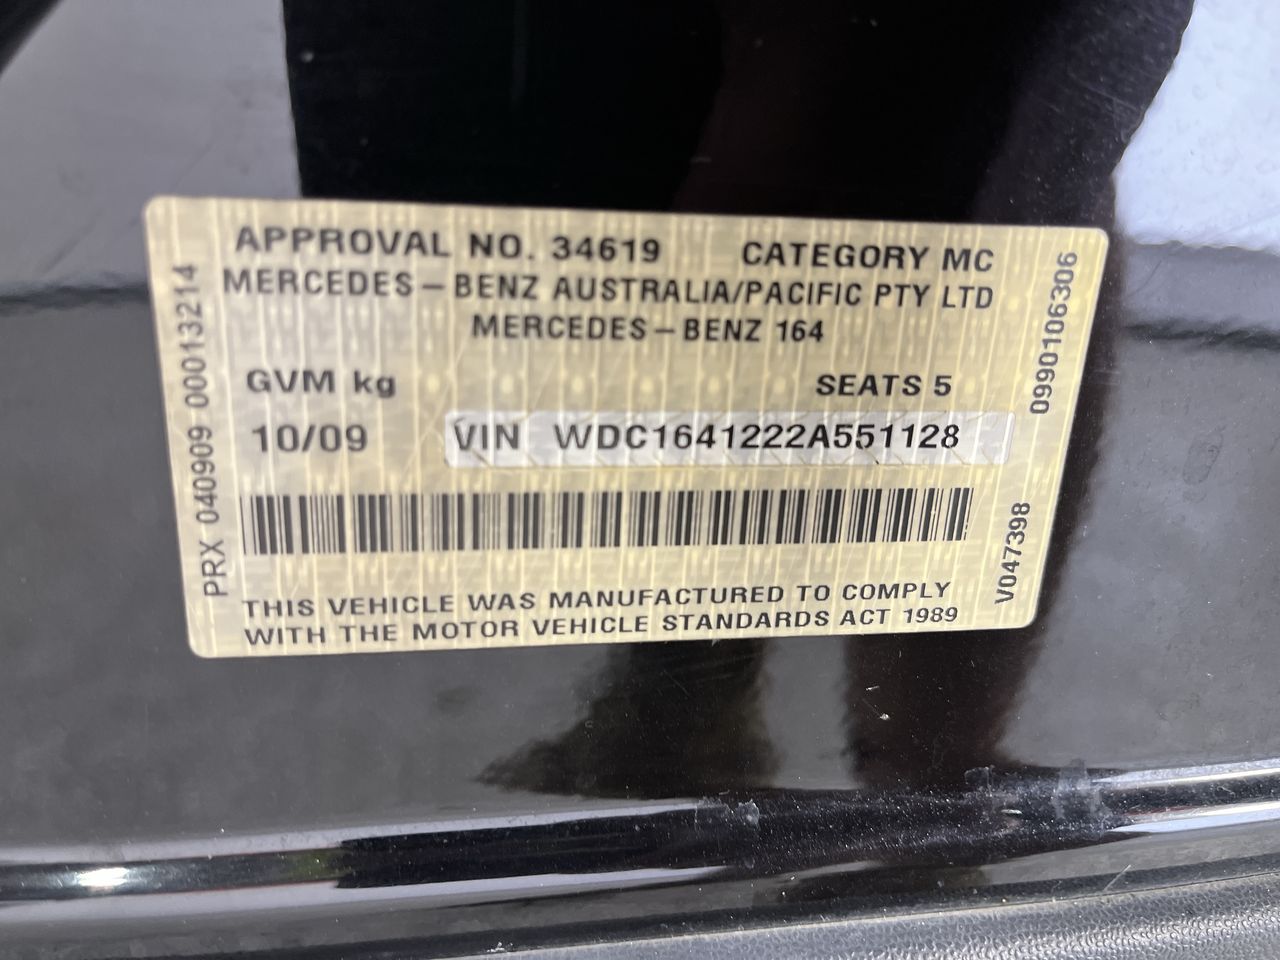 APPROVAL NO. 34619 CATEGORY MC
MERCEDES-BENZ AUSTRALIA/PACIFIC PTY LTD
MERCEDES-BENZ 164
GVM kg SEATS 5
10/09 VIN WDC1641222A551128
THIS VEHICLE WAS MANUFACTURED TO COMPLY
WITH THE MOTOR VEHICLE STANDARDS ACT 1989
PRX 040909 000132 14
0990106306
V047398